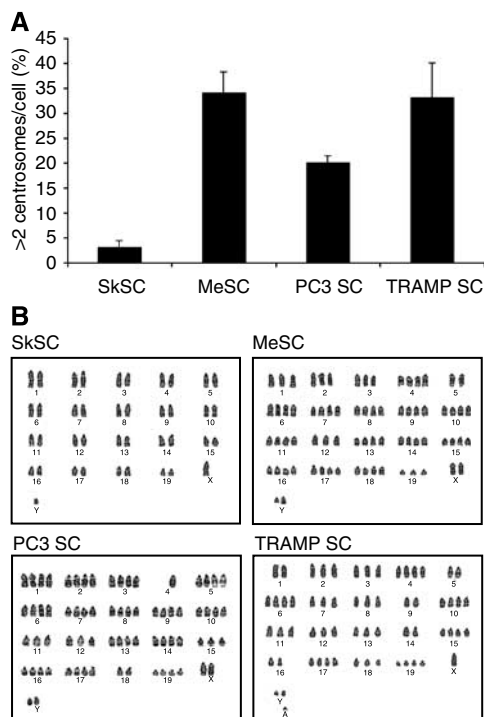 A
>2 centrosomes/cell (%)
45
40
35
30
25
20
15
10
5
0
SkSC MeSC PC3 SC TRAMP SC
B
SkSC
1 2 3 4 5
6 7 8 9 10
11 12 13 14 15
16 17 18 19 X
Y
MeSC
1 2 3 4 5
6 7 8 9 10
11 12 13 14 15
16 17 18 19 X
Y
PC3 SC
1 2 3 4 5
6 7 8 9 10
11 12 13 14 15
16 17 18 19 X
Y
TRAMP SC
1 2 3 4 5
6 7 8 9 10
11 12 13 14 15
16 17 18 19 X
Y
A